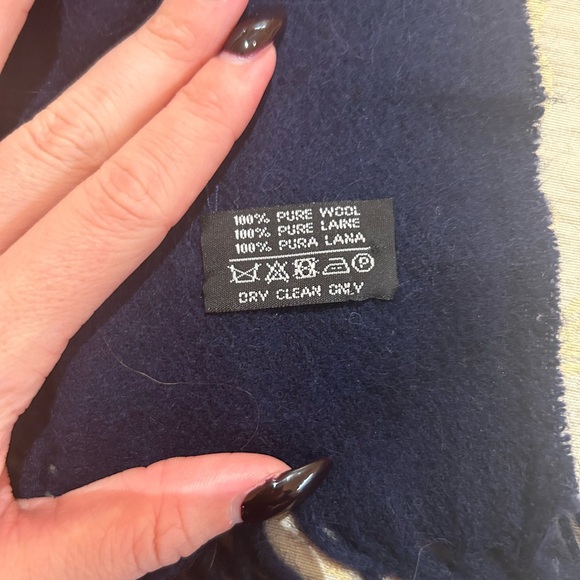 100% PURE WOOL
100% PURE LAINE
100% PURA LANA
P
DRY CLEAN ONLY